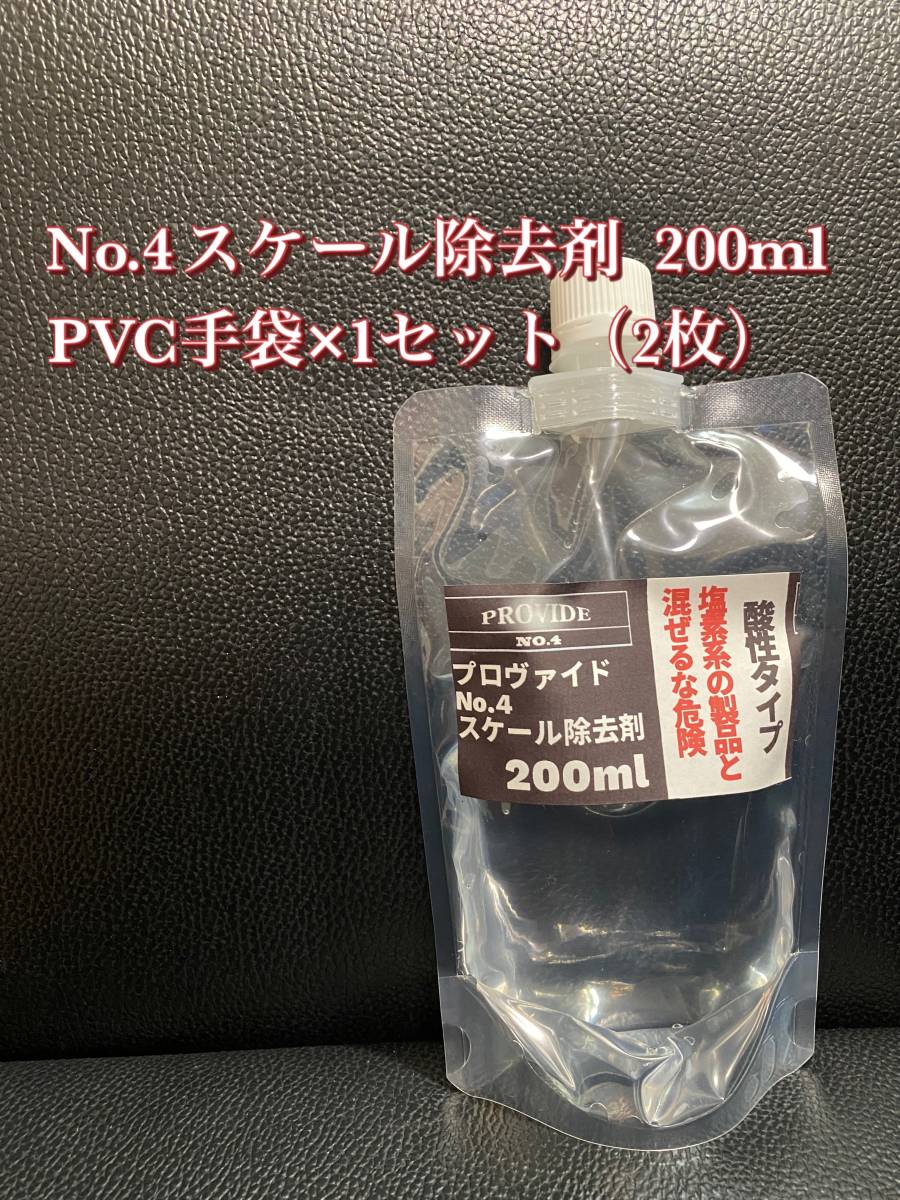 No.4スケール除去剤 200ml
PVC手袋×1セット（2枚）
PROVIDE
NO.4
プロヴァイド
No.4
スケール除去剤
200ml
酸性タイプ
塩素系の製品と
混ぜるな危険